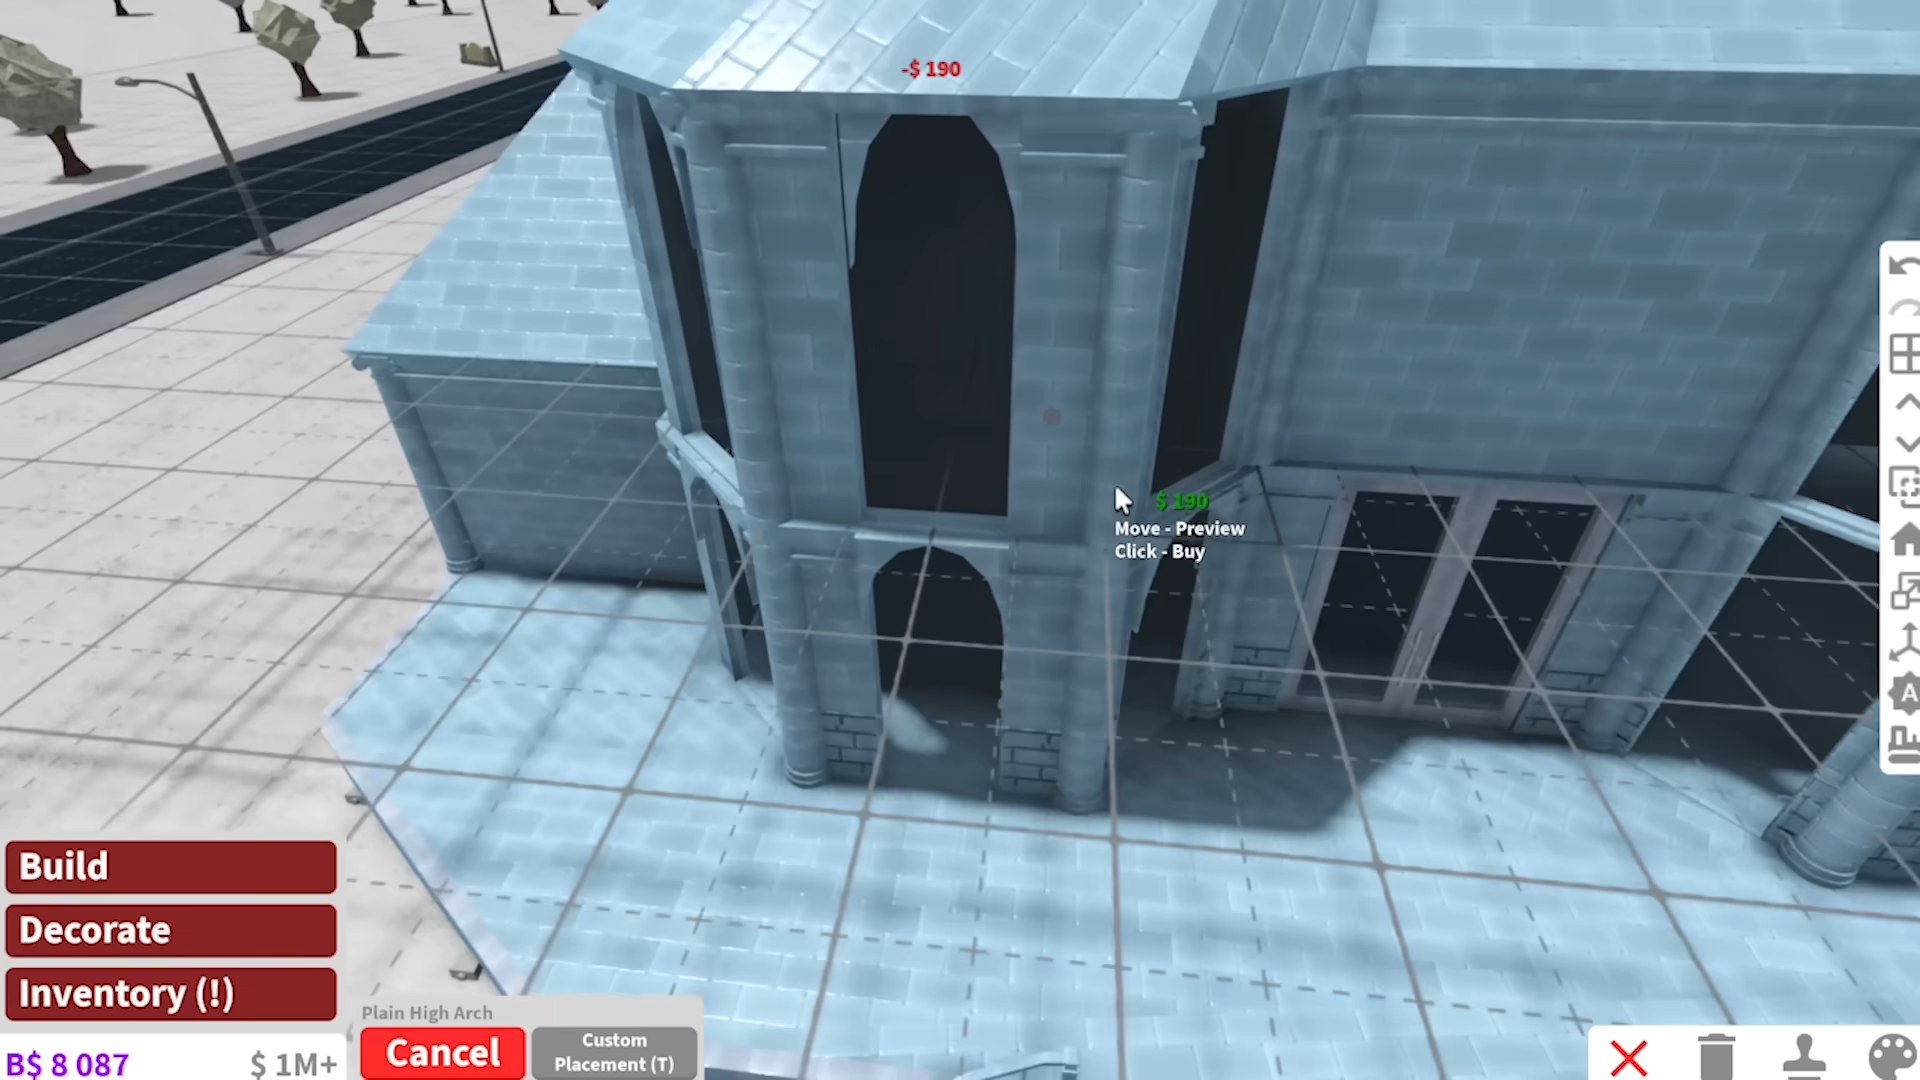 -$ 190
$ 190
Move - Preview
Click - Buy
A
Build
Decorate
Inventory (!)
Plain High Arch
Cancel
Custom
Placement (T)
B$ 8 087
$ 1M+